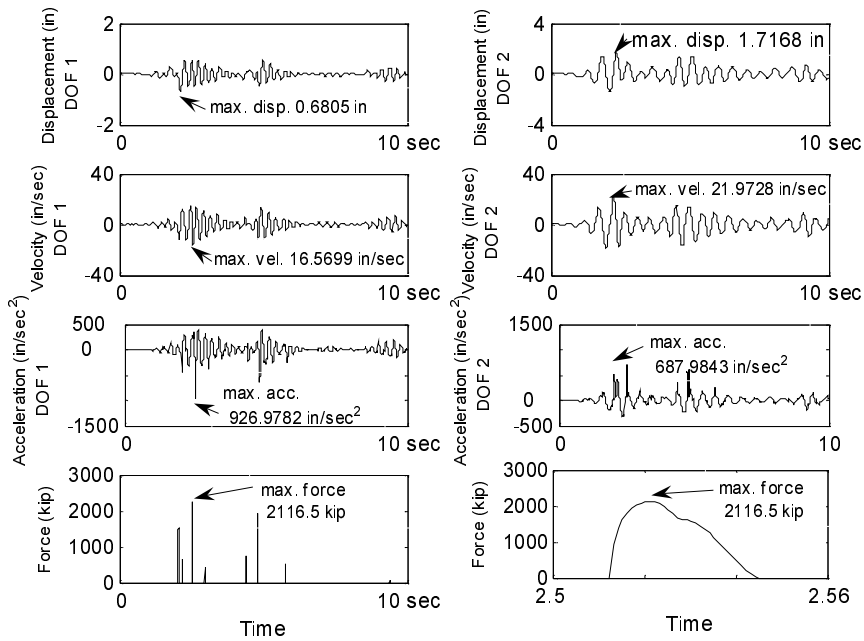 Displacement (in)
DOF 1
2
0
-2
max. disp. 0.6805 in
0
10 sec
Displacement (in)
DOF 2
4
0
-4
max. disp. 1.7168 in
0
10 sec
Velocity (in/sec)
DOF 1
40
0
-40
max. vel. 16.5699 in/sec
0
10 sec
Velocity (in/sec)
DOF 2
40
0
-40
max. vel. 21.9728 in/sec
0
10 sec
Acceleration (in/sec2)
DOF 1
500
0
-1500
max. acc.
926.9782 in/sec2
0
10 sec
Acceleration (in/sec2)
DOF 2
1500
0
-500
max. acc.
687.9843 in/sec2
0
10
Force (kip)
3000
2000
1000
0
max. force
2116.5 kip
0
10 sec
Time
Force (kip)
3000
2000
1000
0
max. force
2116.5 kip
2.5
2.56
Time